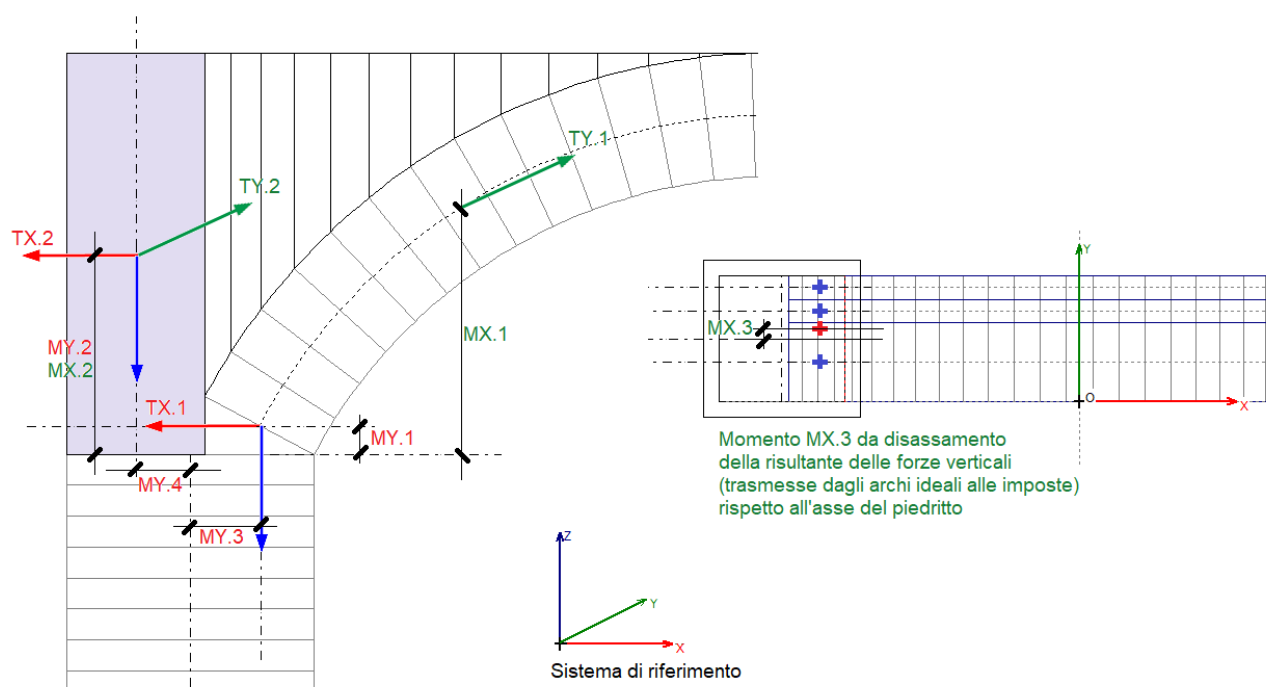 TY.1
TY.2
TX.2
MX.1
MY.2
MX.2
TX.1
MY.1
MY.4
MY.3
Y
MX.3
O
X
Momento MX.3 da disassamento
della risultante delle forze verticali
(trasmesse dagli archi ideali alle imposte)
rispetto all'asse del piedritto
Z
Y
X
Sistema di riferimento